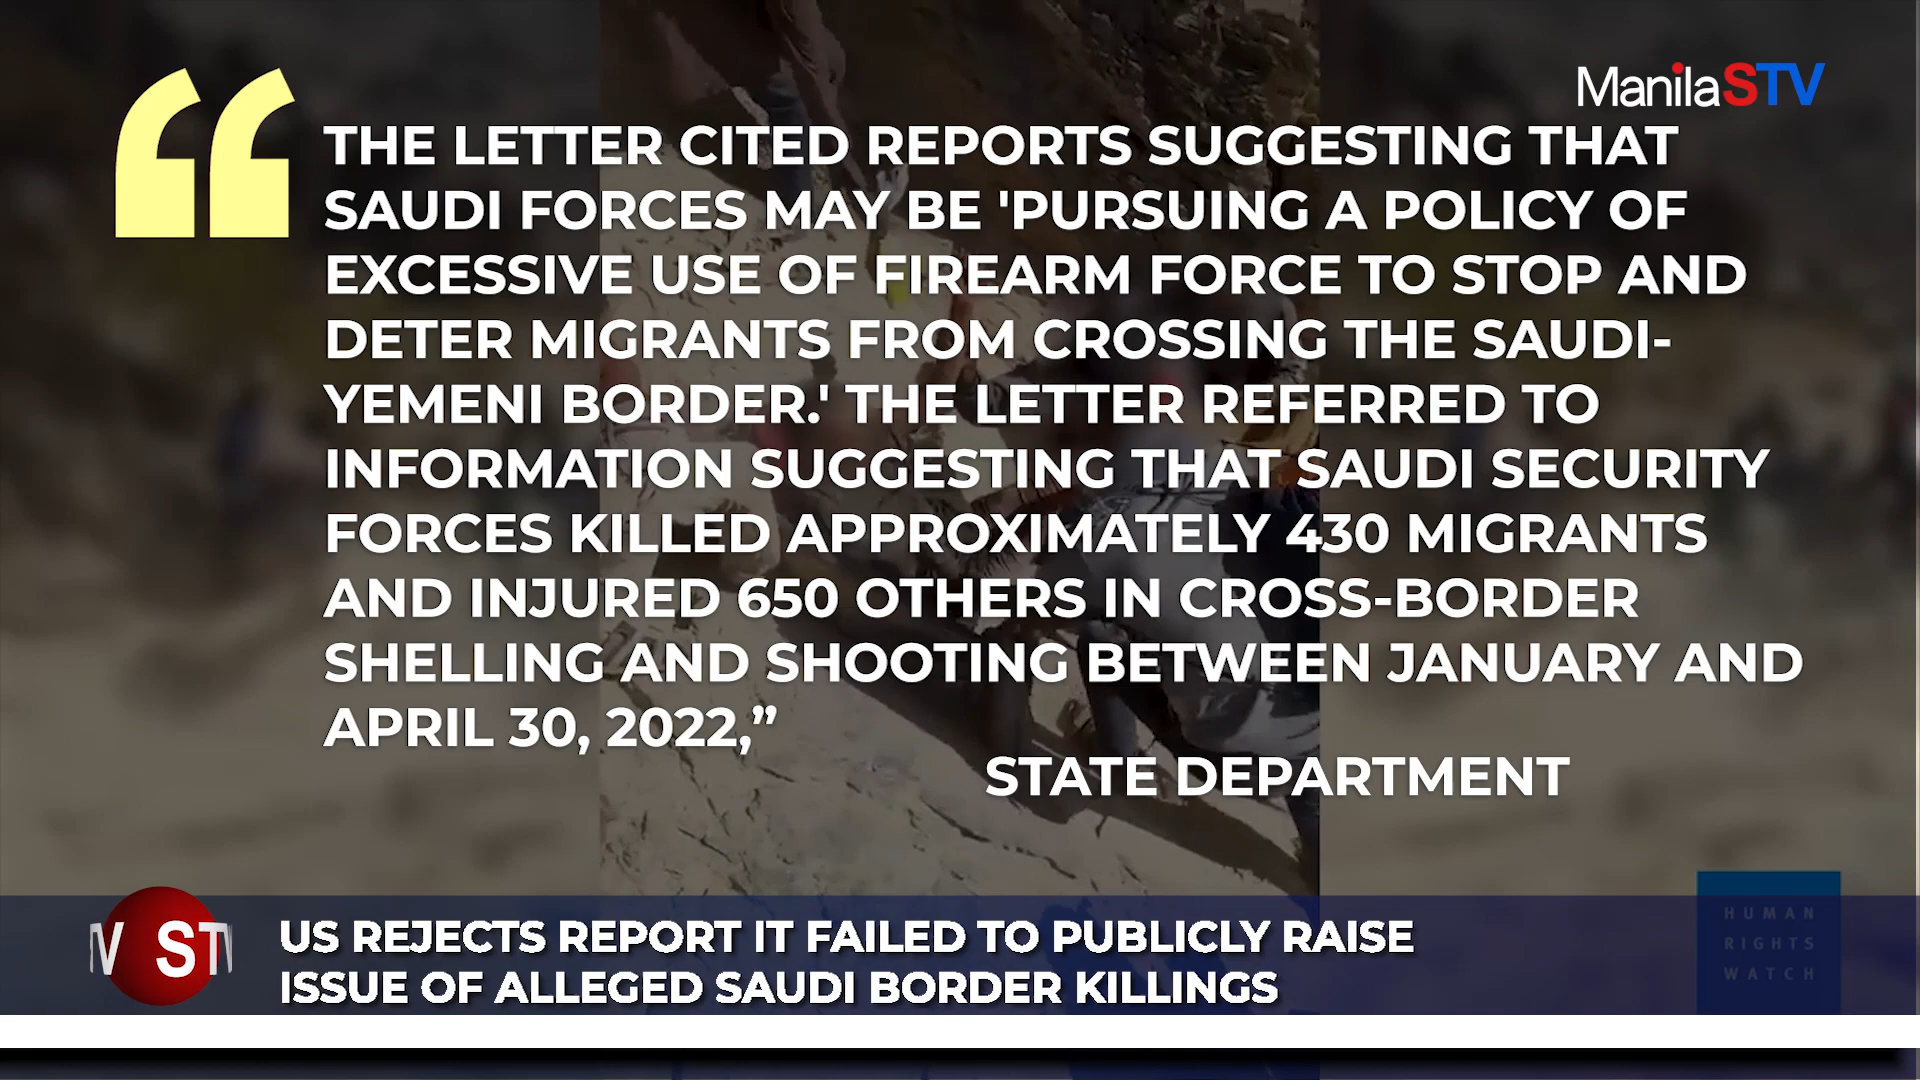 ManilaSTV
“
THE LETTER CITED REPORTS SUGGESTING THAT
SAUDI FORCES MAY BE 'PURSUING A POLICY OF
EXCESSIVE USE OF FIREARM FORCE TO STOP AND
DETER MIGRANTS FROM CROSSING THE SAUDI-
YEMENI BORDER.' THE LETTER REFERRED TO
INFORMATION SUGGESTING THAT SAUDI SECURITY
FORCES KILLED APPROXIMATELY 430 MIGRANTS
AND INJURED 650 OTHERS IN CROSS-BORDER
SHELLING AND SHOOTING BETWEEN JANUARY AND
APRIL 30, 2022,”
STATE DEPARTMENT
V ST
US REJECTS REPORT IT FAILED TO PUBLICLY RAISE
ISSUE OF ALLEGED SAUDI BORDER KILLINGS
HUMAN
RIGHTS
WATCH